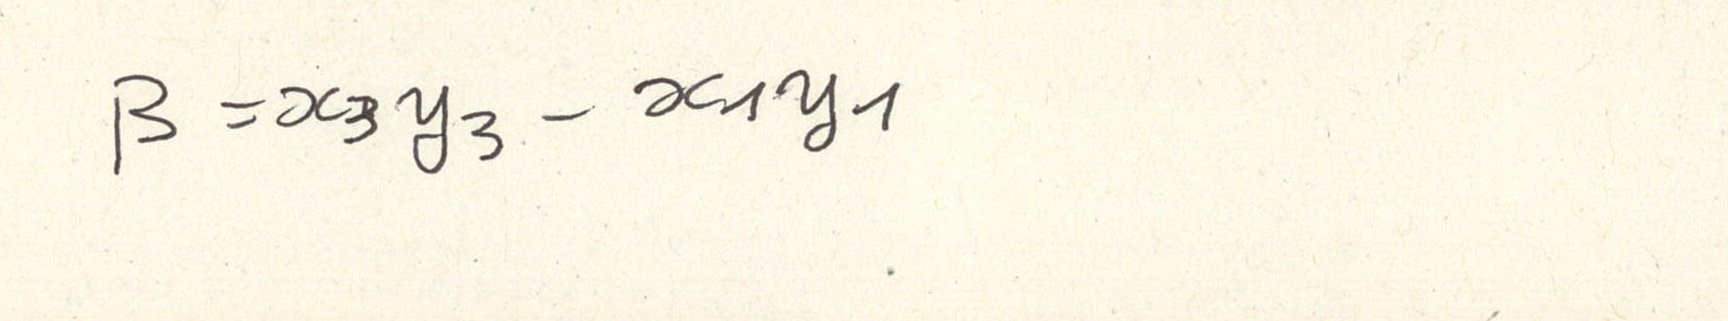 β = x₃ y₃ - x₁ y₁